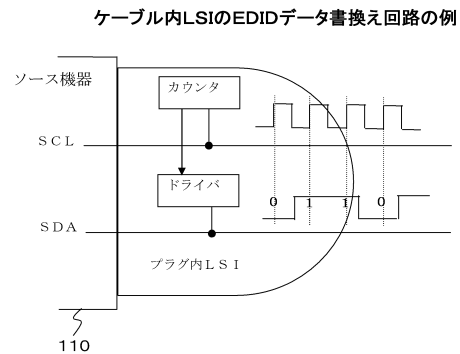 ケーブル内LSIのEDIDデータ書換え回路の例
ソース機器
カウンタ
SCL
ドライバ
0 1 1 0
SDA
プラグ内LSI
110